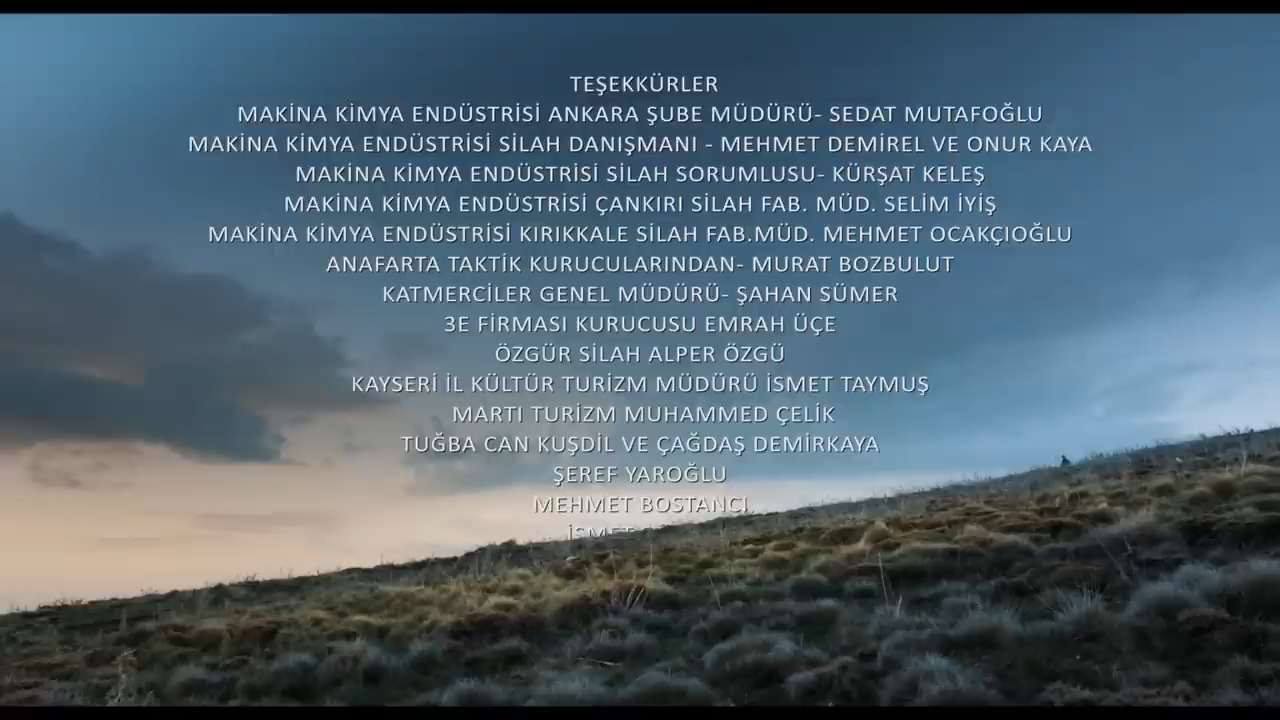 TEŞEKKÜRLER
MAKİNA KİMYA ENDÜSTRİSİ ANKARA ŞUBE MÜDÜRÜ- SEDAT MUTAFOĞLU
MAKİNA KİMYA ENDÜSTRİSİ SİLAH DANIŞMANI - MEHMET DEMİREL VE ONUR KAYA
MAKİNA KİMYA ENDÜSTRİSİ SİLAH SORUMLUSU- KÜRŞAT KELEŞ
MAKİNA KİMYA ENDÜSTRİSİ ÇANKIRI SİLAH FAB. MÜD. SELİM İYİŞ
MAKİNA KİMYA ENDÜSTRİSİ KIRIKKALE SİLAH FAB.MÜD. MEHMET OCAKÇIOĞLU
ANAFARTA TAKTİK KURUCULARINDAN- MURAT BOZBULUT
KATMERCİLER GENEL MÜDÜRÜ- ŞAHAN SÜMER
3E FİRMASI KURUCUSU EMRAH ÜÇE
ÖZGÜR SİLAH ALPER ÖZGÜ
KAYSERİ İL KÜLTÜR TURİZM MÜDÜRÜ İSMET TAYMUŞ
MARTI TURİZM MUHAMMED ÇELİK
TUĞBA CAN KUŞDİL VE ÇAĞDAŞ DEMİRKAYA
ŞEREF YAROĞLU
MEHMET BOSTANCI
İSMET